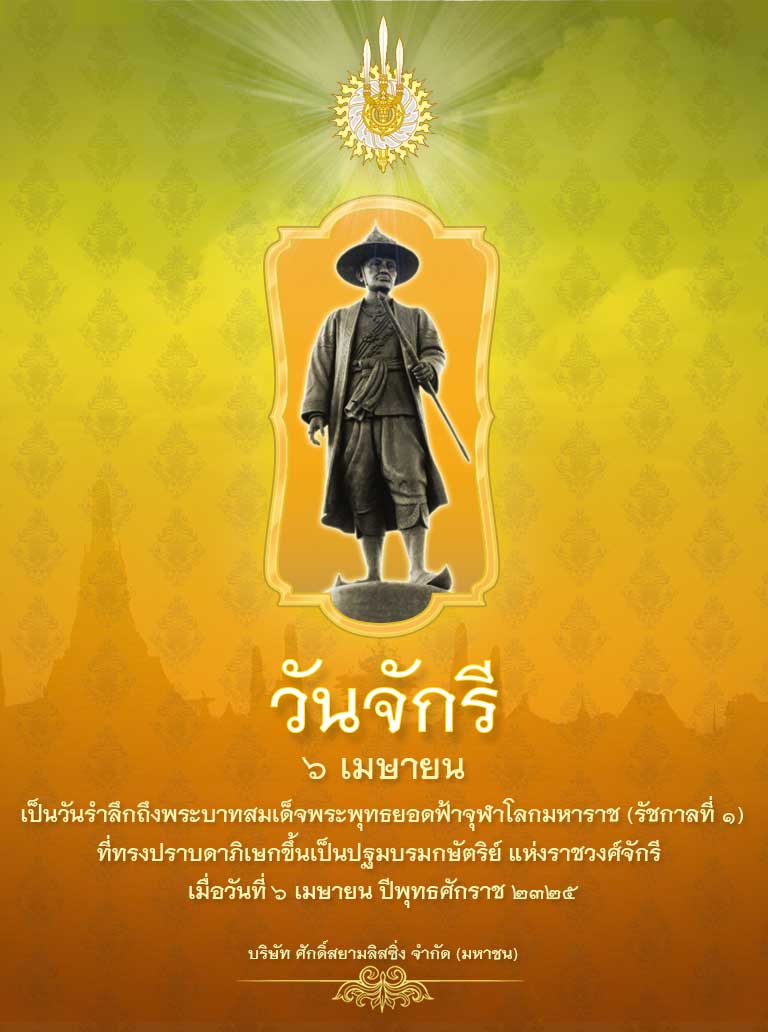 วันจักรี
๖ เมษายน
เป็นวันรำลึกถึงพระบาทสมเด็จพระพุทธยอดฟ้าจุฬาโลกมหาราช (รัชกาลที่ ๑)
ที่ทรงปราบดาภิเษกขึ้นเป็นปฐมบรมกษัตริย์ แห่งราชวงศ์จักรี
เมื่อวันที่ ๖ เมษายน ปีพุทธศักราช ๒๓๒๕
บริษัท ศักดิ์สยามลิสซิ่ง จำกัด (มหาชน)